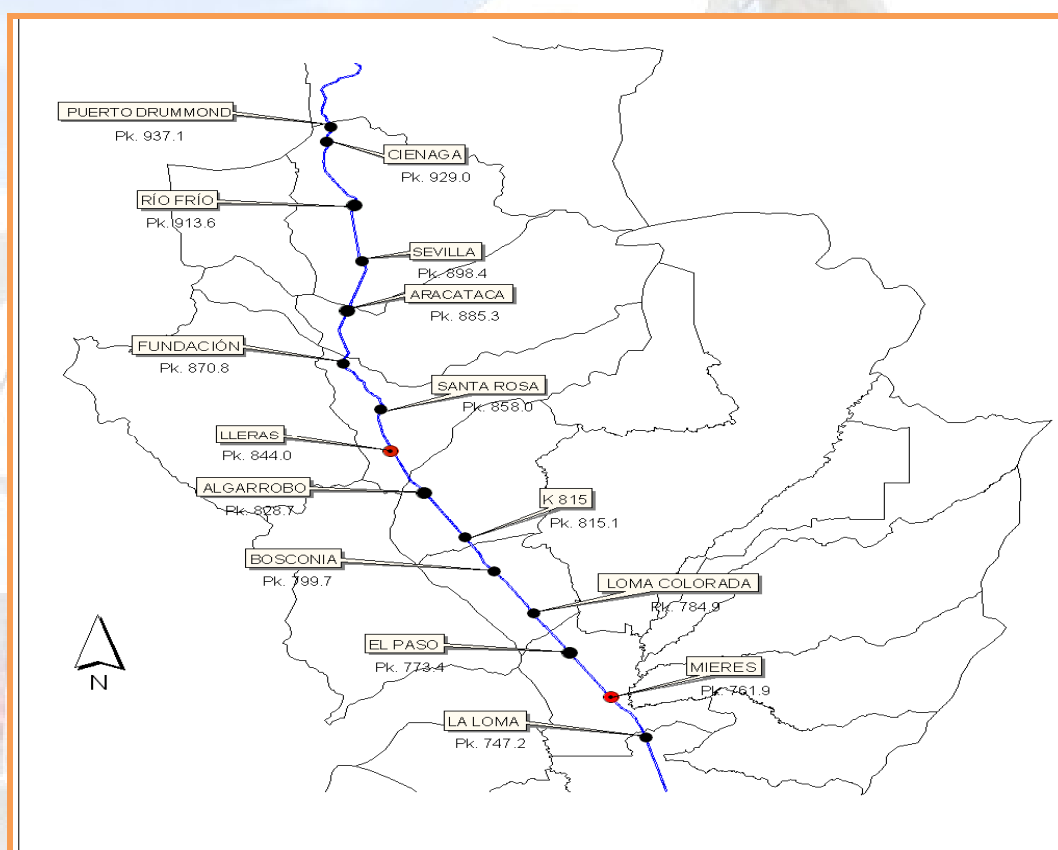 PUERTO DRUMMOND
Pk. 937.1
CIENAGA
Pk. 929.0
RÍO FRÍO
Pk. 913.6
SEVILLA
Pk. 898.4
ARACATACA
Pk. 885.3
FUNDACIÓN
Pk. 870.8
SANTA ROSA
Pk. 858.0
LLERAS
Pk. 844.0
ALGARROBO
Pk. 828.7
K 815
Pk. 815.1
BOSCONIA
Pk. 799.7
LOMA COLORADA
Pk. 784.9
EL PASO
Pk. 773.4
MIERES
Pk. 761.9
LA LOMA
Pk. 747.2
N